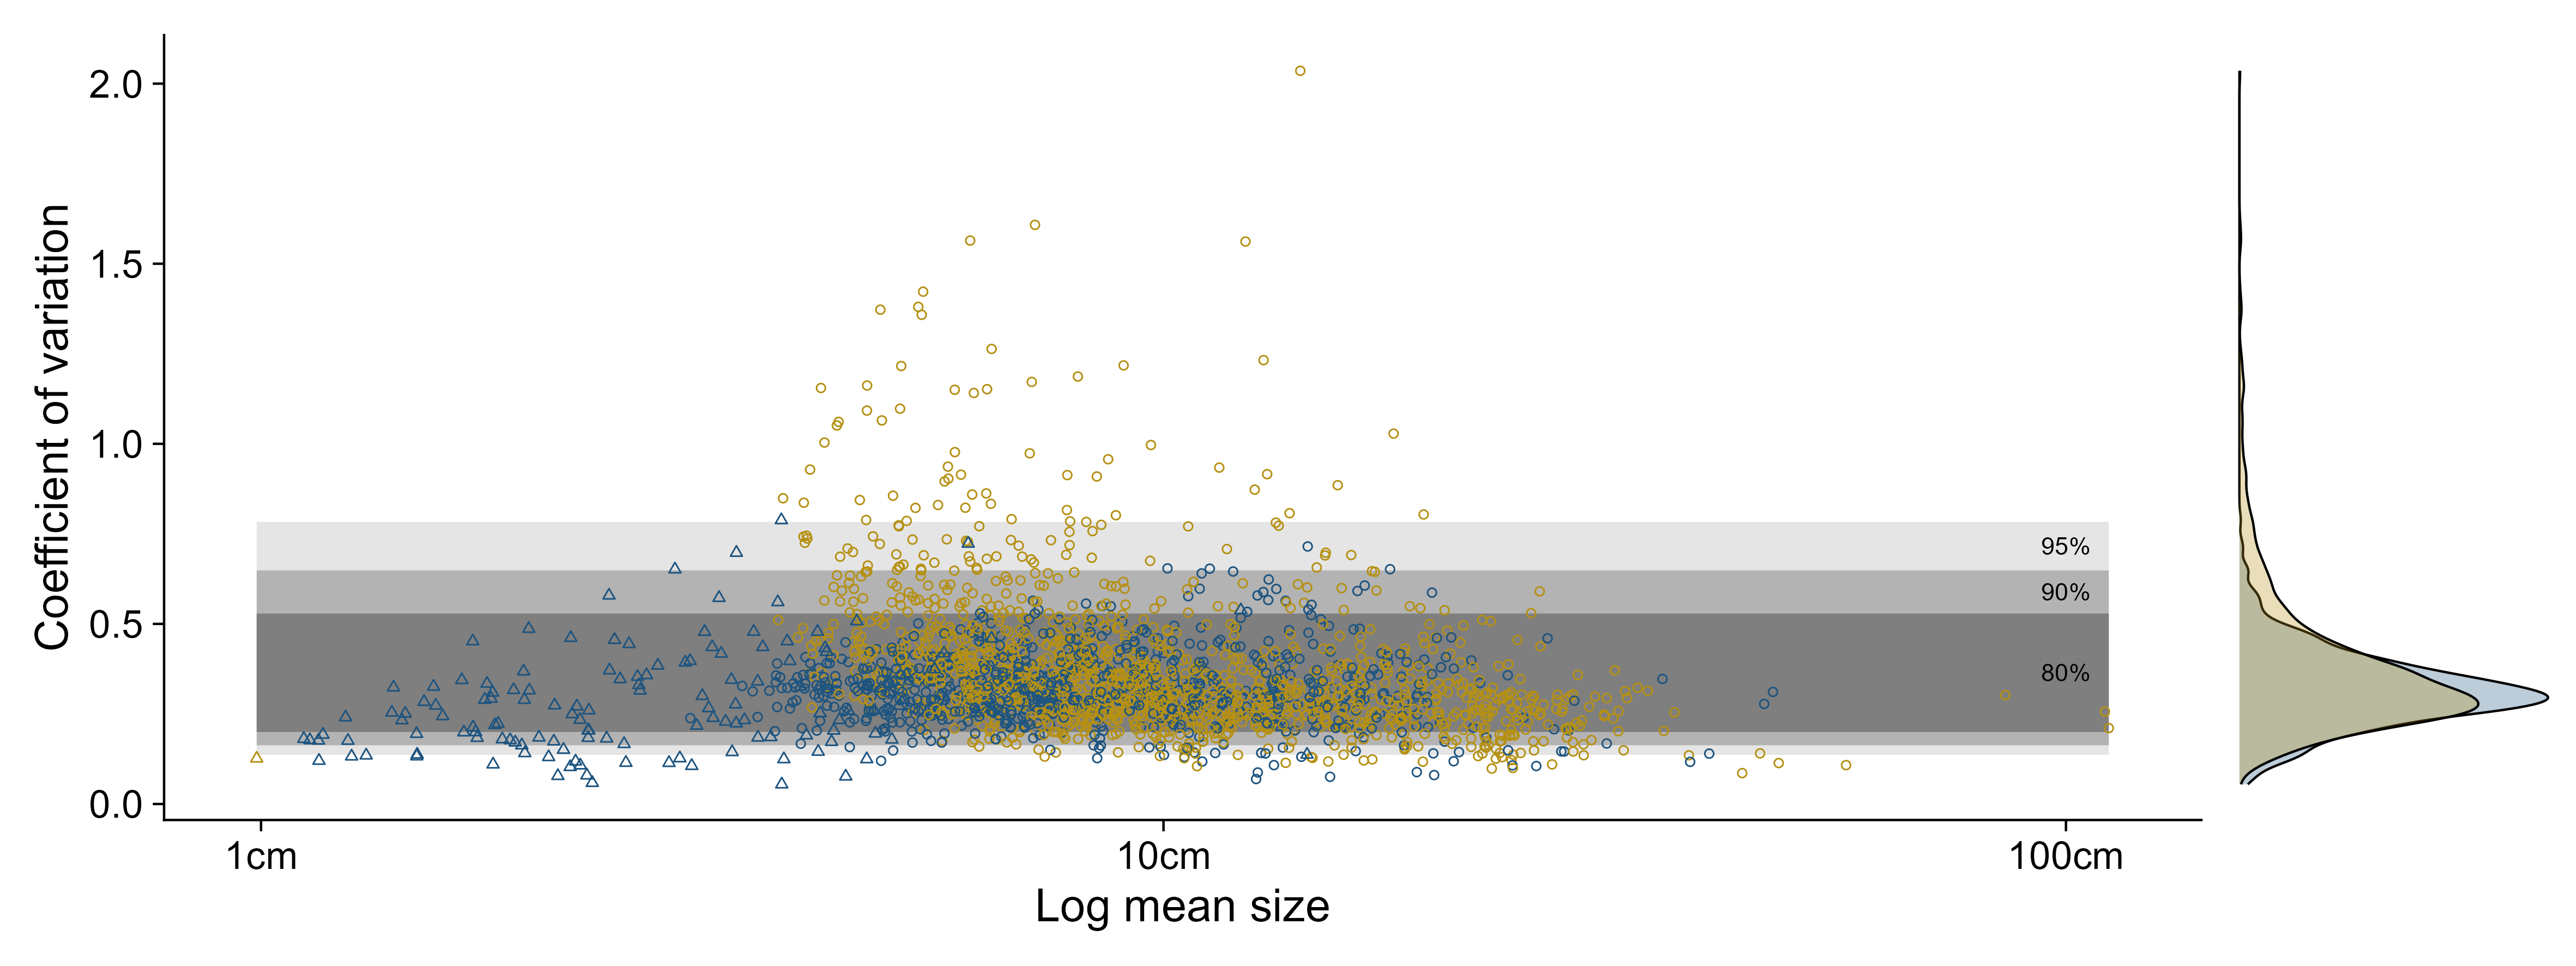 2.0
1.5
1.0
0.5
0.0
Coefficient of variation
95%
90%
80%
1cm
10cm
100cm
Log mean size